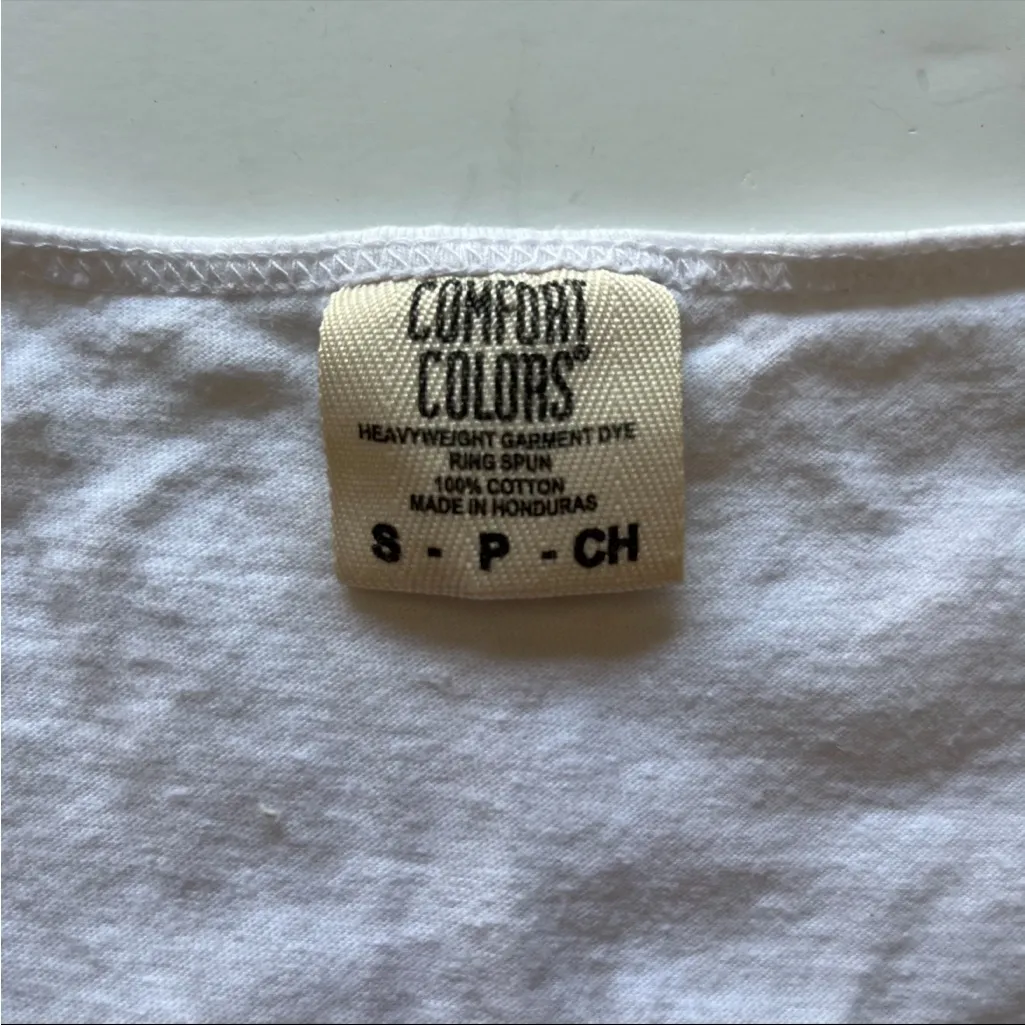 COMFORT
COLORS®
HEAVYWEIGHT GARMENT DYE
RING SPUN
100% COTTON
MADE IN HONDURAS
S - P - CH